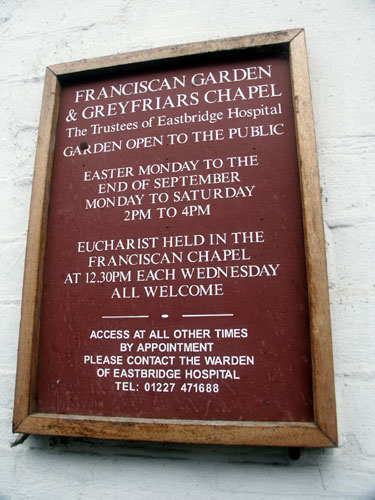 FRANCISCAN GARDEN
& GREYFRIARS CHAPEL
The Trustees of Eastbridge Hospital
GARDEN OPEN TO THE PUBLIC
EASTER MONDAY TO THE
END OF SEPTEMBER
MONDAY TO SATURDAY
2PM TO 4PM
EUCHARIST HELD IN THE
FRANCISCAN CHAPEL
AT 12.30PM EACH WEDNESDAY
ALL WELCOME
ACCESS AT ALL OTHER TIMES
BY APPOINTMENT
PLEASE CONTACT THE WARDEN
OF EASTBRIDGE HOSPITAL
TEL: 01227 471688